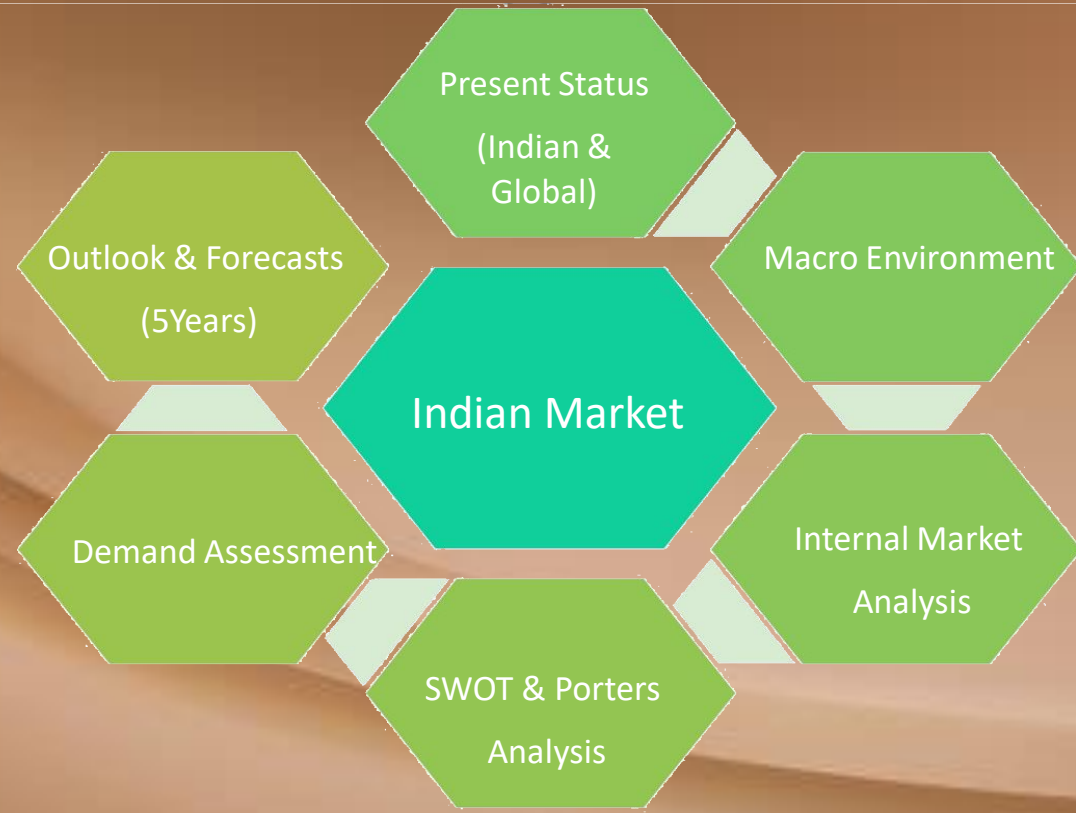 Present Status
(Indian &
Global)
Macro Environment
Internal Market
Analysis
SWOT & Porters
Analysis
Demand Assessment
Outlook & Forecasts
(5Years)
Indian Market